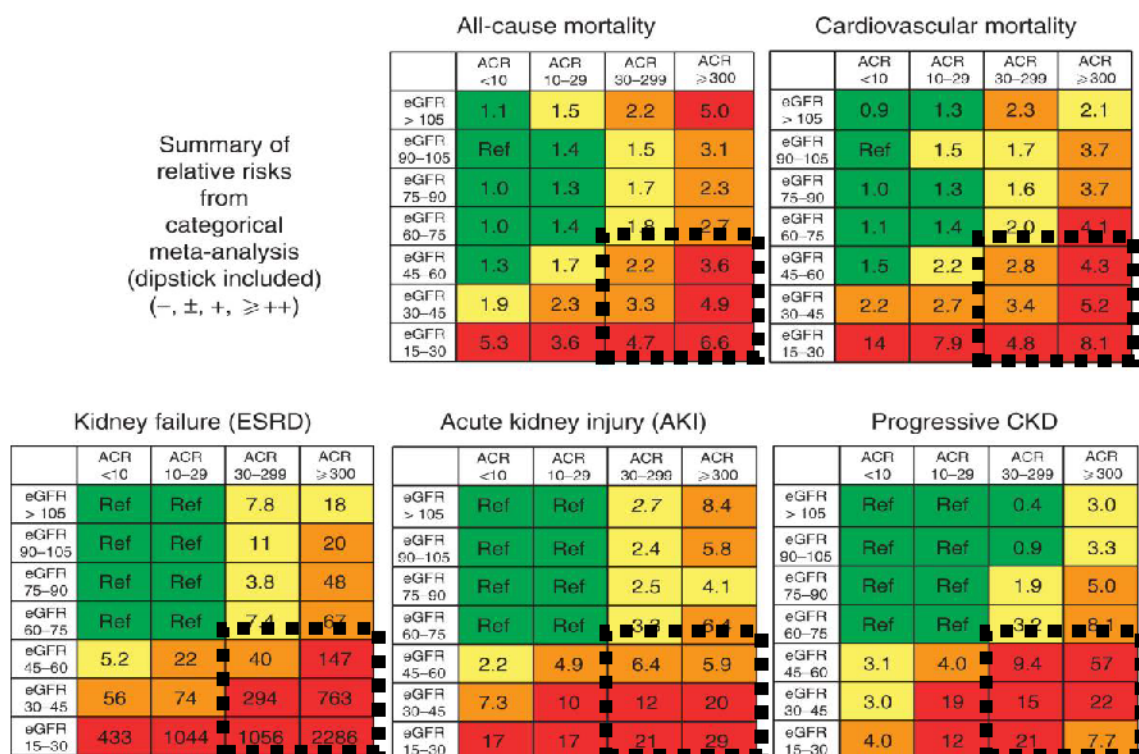 All-cause mortality
ACR <10 ACR 10–29 ACR 30–299 ACR ≥300
eGFR > 105 1.1 1.5 2.2 5.0
eGFR 90–105 Ref 1.4 1.5 3.1
eGFR 75–90 1.0 1.3 1.7 2.3
eGFR 60–75 1.0 1.4 1.8 2.7
eGFR 45–60 1.3 1.7 2.2 3.6
eGFR 30–45 1.9 2.3 3.3 4.9
eGFR 15–30 5.3 3.6 4.7 6.6
Cardiovascular mortality
ACR <10 ACR 10–29 ACR 30–299 ACR ≥300
eGFR > 105 0.9 1.3 2.3 2.1
eGFR 90–105 Ref 1.5 1.7 3.7
eGFR 75–90 1.0 1.3 1.6 3.7
eGFR 60–75 1.1 1.4 2.0 4.1
eGFR 45–60 1.5 2.2 2.8 4.3
eGFR 30–45 2.2 2.7 3.4 5.2
eGFR 15–30 14 7.9 4.8 8.1
Summary of
relative risks
from
categorical
meta-analysis
(dipstick included)
(−, ±, +, ≥++)
Kidney failure (ESRD)
ACR <10 ACR 10–29 ACR 30–299 ACR ≥300
eGFR > 105 Ref Ref 7.8 18
eGFR 90–105 Ref Ref 11 20
eGFR 75–90 Ref Ref 3.8 48
eGFR 60–75 Ref Ref 7.4 67
eGFR 45–60 5.2 22 40 147
eGFR 30–45 56 74 294 763
eGFR 15–30 433 1044 1056 2286
Acute kidney injury (AKI)
ACR <10 ACR 10–29 ACR 30–299 ACR ≥300
eGFR > 105 Ref Ref 2.7 8.4
eGFR 90–105 Ref Ref 2.4 5.8
eGFR 75–90 Ref Ref 2.5 4.1
eGFR 60–75 Ref Ref 3.3 6.4
eGFR 45–60 2.2 4.9 6.4 5.9
eGFR 30–45 7.3 10 12 20
eGFR 15–30 17 17 21 29
Progressive CKD
ACR <10 ACR 10–29 ACR 30–299 ACR ≥300
eGFR > 105 Ref Ref 0.4 3.0
eGFR 90–105 Ref Ref 0.9 3.3
eGFR 75–90 Ref Ref 1.9 5.0
eGFR 60–75 Ref Ref 3.2 8.1
eGFR 45–60 3.1 4.0 9.4 57
eGFR 30–45 3.0 19 15 22
eGFR 15–30 4.0 12 21 7.7